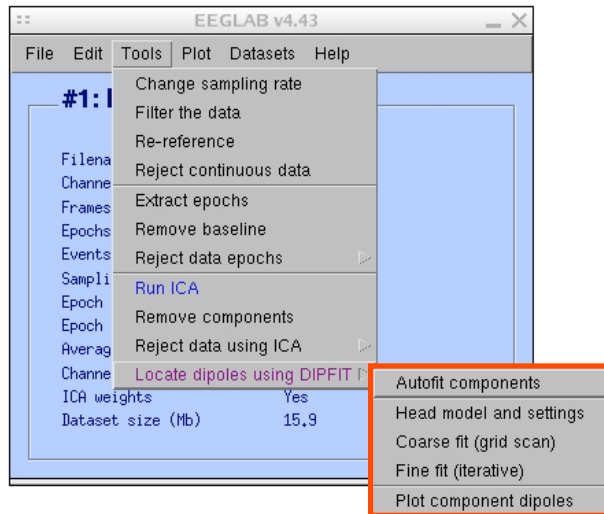 EEGLAB v4.43
File Edit Tools Plot Datasets Help
#1:
Change sampling rate
Filter the data
Re-reference
Reject continuous data
Extract epochs
Remove baseline
Reject data epochs
Run ICA
Remove components
Reject data using ICA
Locate dipoles using DIPFIT
Filena
Channe
Frames
Epochs
Events
Sampli
Epoch
Epoch
Averag
Channe
ICA weights Yes
Dataset size (Mb) 15.9
Autofit components
Head model and settings
Coarse fit (grid scan)
Fine fit (iterative)
Plot component dipoles